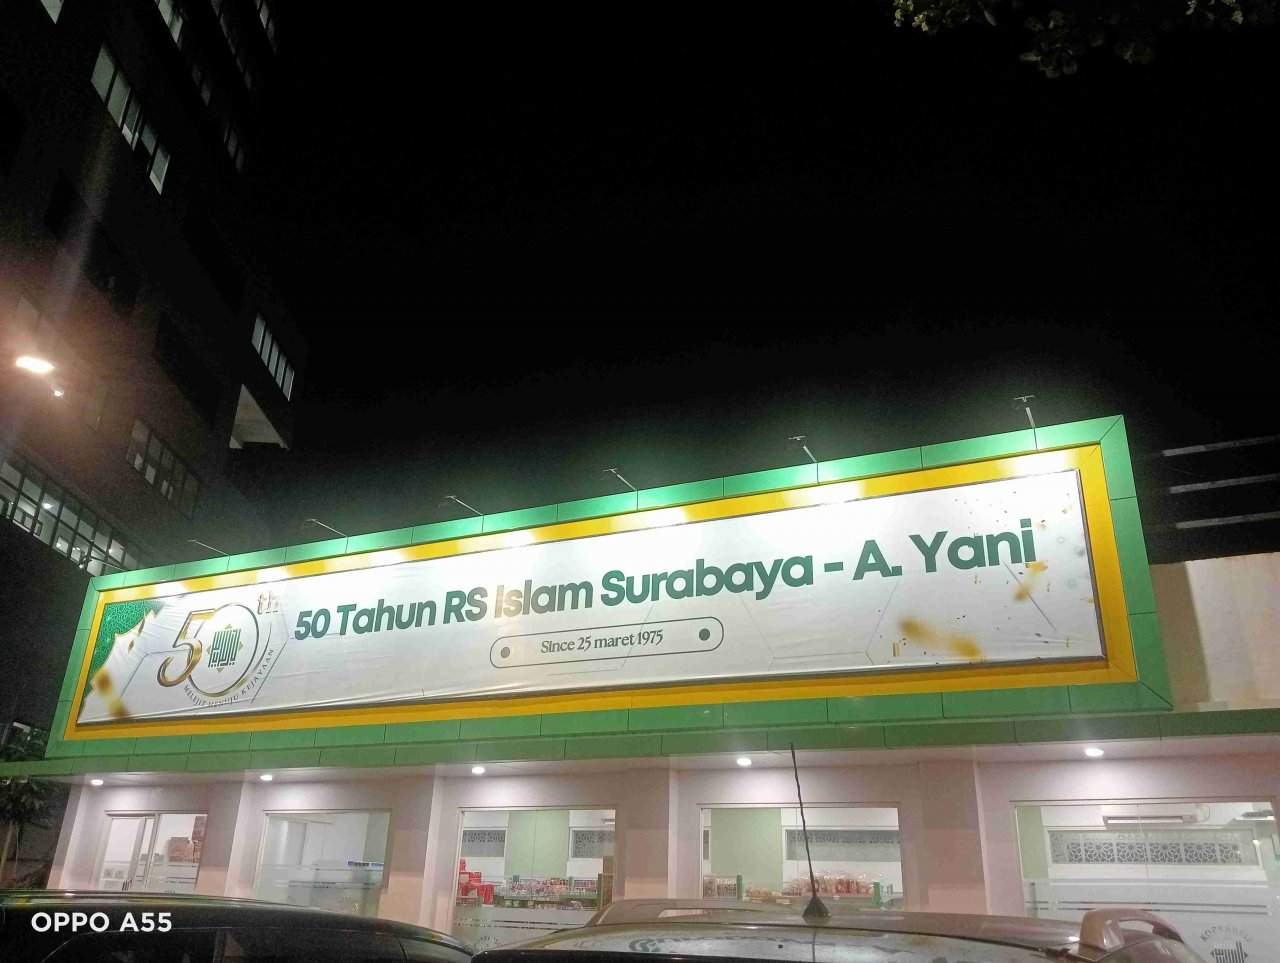 50th
50 Tahun RS Islam Surabaya - A. Yani
Since 25 maret 1975
OPPO A55